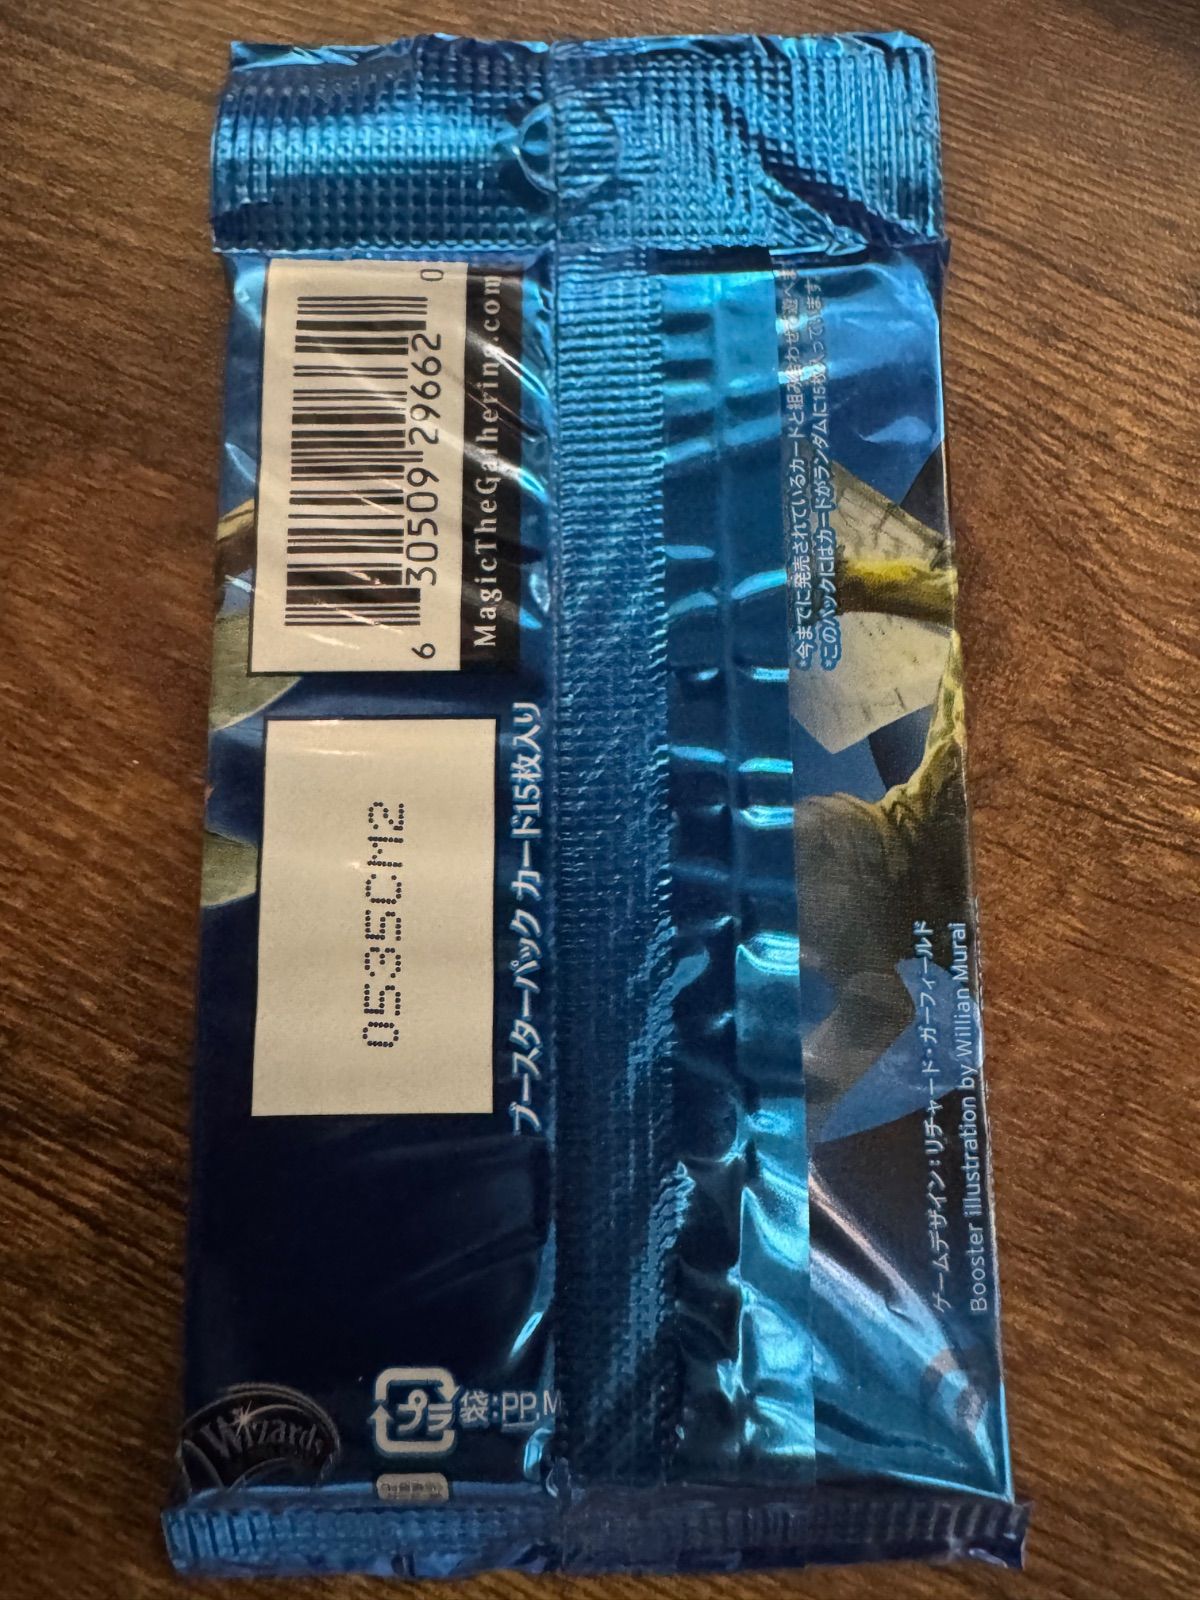 6 30509 29662 0
MagicTheGathering.com
0535CM2
ブースターパック カード15枚入り
*今までに発売されているカードと組み合わせて遊べま
*このパックにはカードがランダムに15枚入っています
ゲームデザイン:リチャード・ガーフィールド
Booster illustration by Willian Murai
Wizards
プラ
袋:PP,M